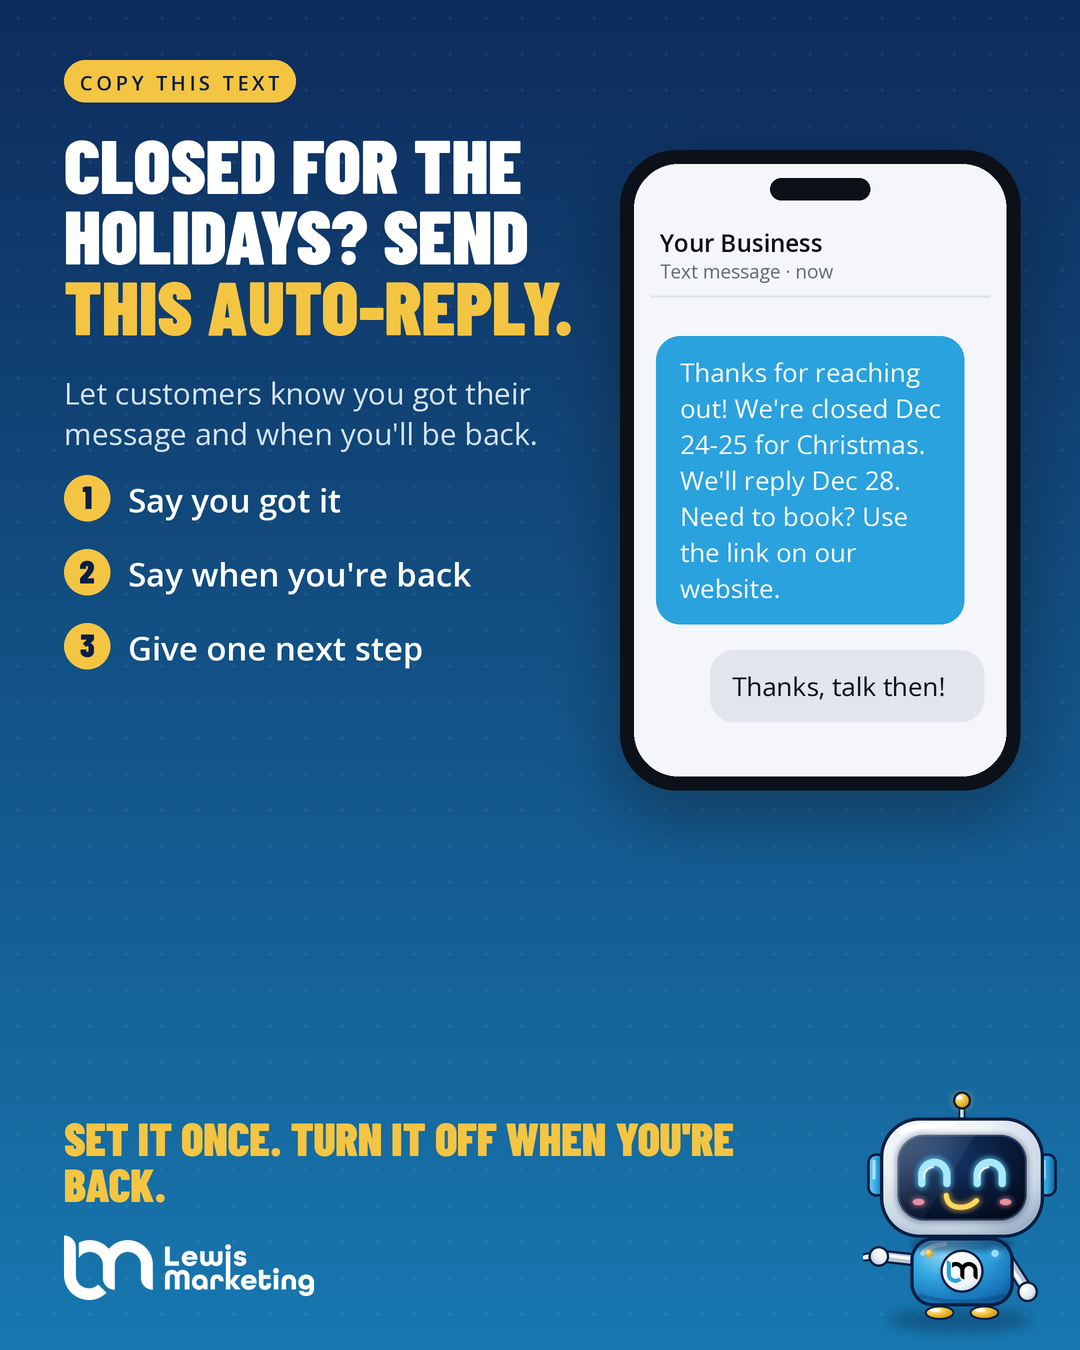 COPY THIS TEXT
CLOSED FOR THE
HOLIDAYS? SEND
THIS AUTO-REPLY.
Let customers know you got their
message and when you'll be back.
1 Say you got it
2 Say when you're back
3 Give one next step
Your Business
Text message · now
Thanks for reaching
out! We're closed Dec
24-25 for Christmas.
We'll reply Dec 28.
Need to book? Use
the link on our
website.
Thanks, talk then!
SET IT ONCE. TURN IT OFF WHEN YOU'RE
BACK.
Lewis
Marketing